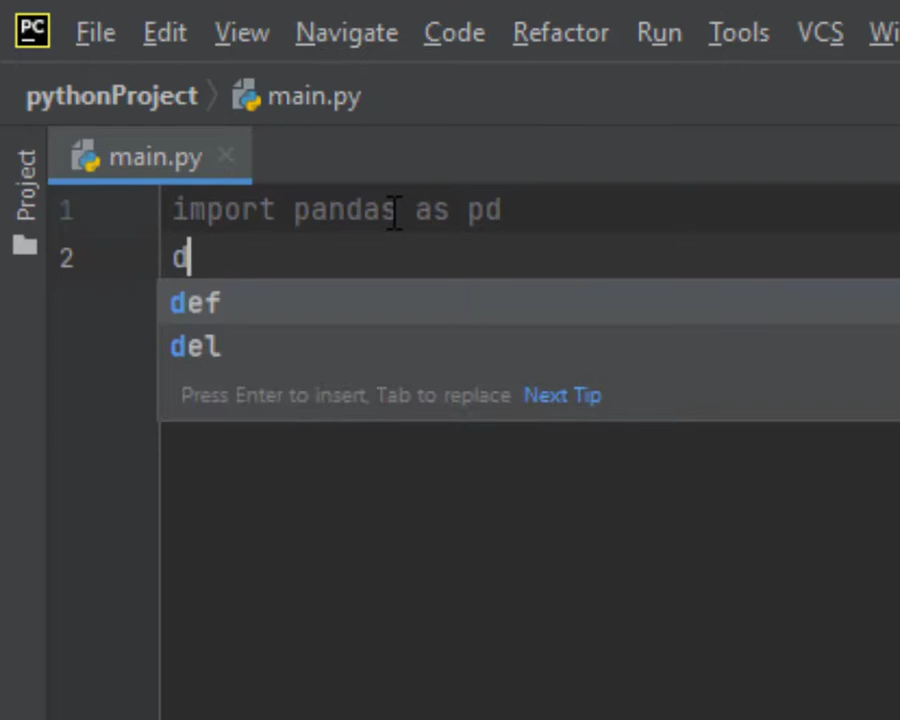 PC File Edit View Navigate Code Refactor Run Tools VCS Wi
pythonProject main.py
main.py
Project
1 import pandas as pd
2 d
def
del
Press Enter to insert, Tab to replace Next Tip